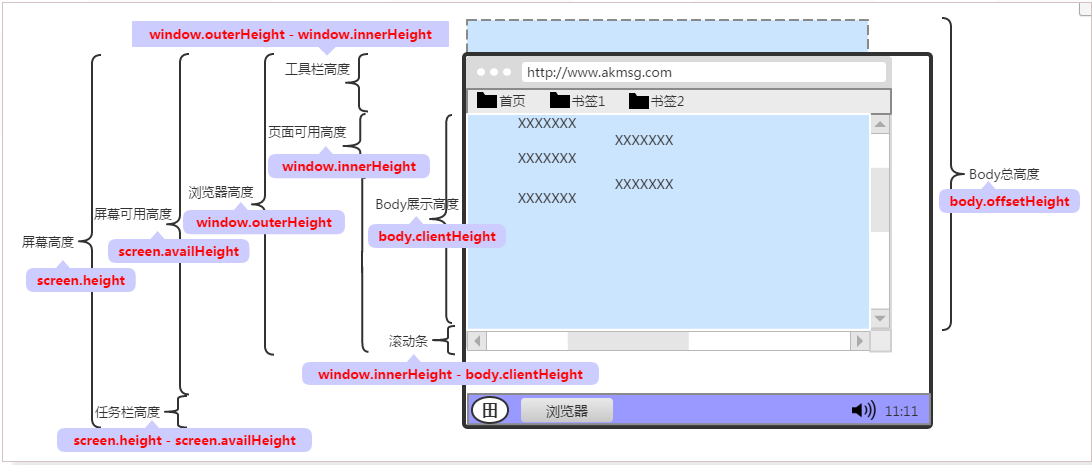 window.outerHeight - window.innerHeight
工具栏高度
http://www.akmsg.com
首页 书签1 书签2
XXXXXXX
页面可用高度
XXXXXXX
window.innerHeight
XXXXXXX
Body总高度
XXXXXXX
浏览器高度
body.offsetHeight
XXXXXXX
Body展示高度
屏幕可用高度
window.outerHeight
body.clientHeight
屏幕高度
screen.availHeight
screen.height
滚动条
window.innerHeight - body.clientHeight
任务栏高度
田 浏览器 11:11
screen.height - screen.availHeight